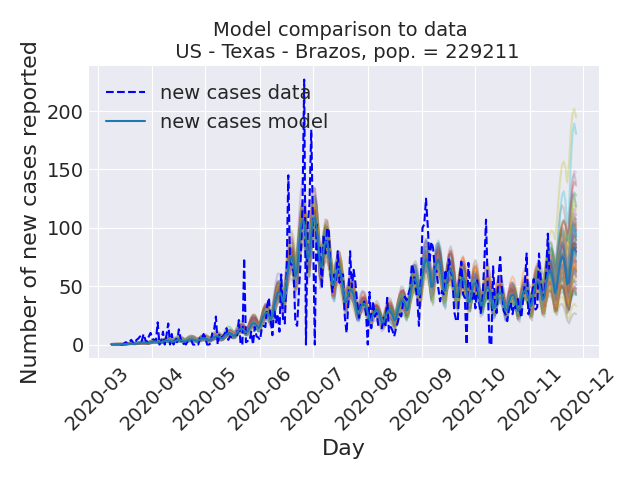 Model comparison to data
US - Texas - Brazos, pop. = 229211
Number of new cases reported
200
150
100
50
0
new cases data
new cases model
2020-03
2020-04
2020-05
2020-06
2020-07
2020-08
2020-09
2020-10
2020-11
2020-12
Day